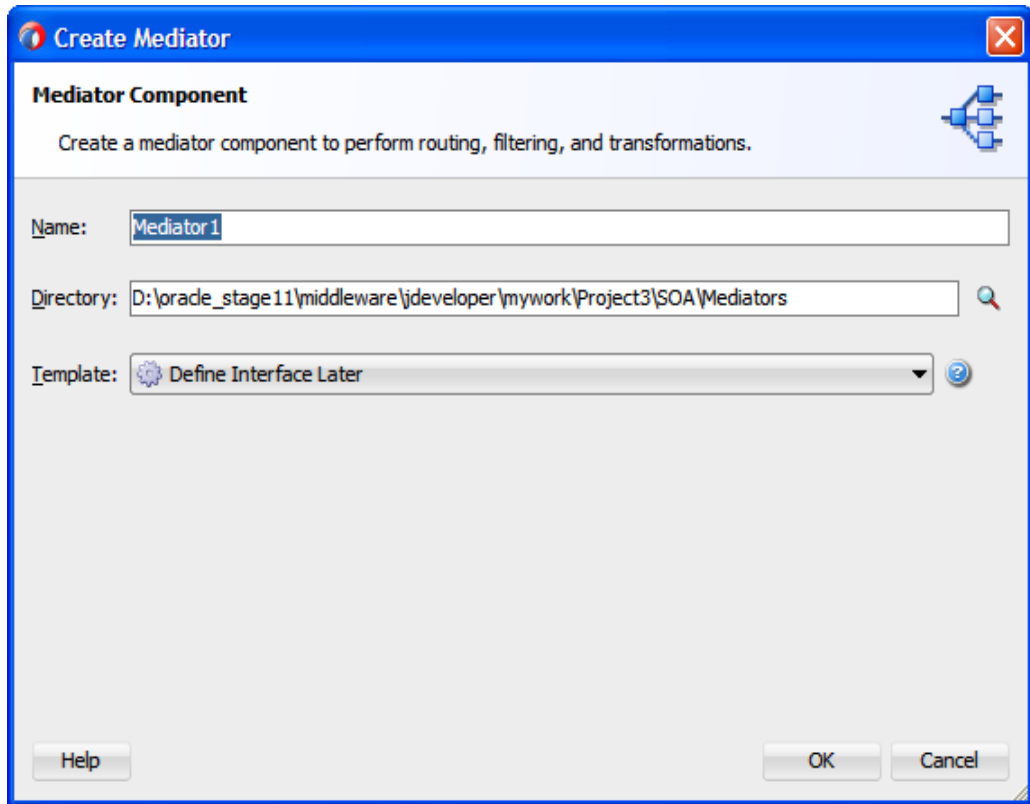 Create Mediator
Mediator Component
Create a mediator component to perform routing, filtering, and transformations.
Name: Mediator1
Directory: D:\oracle_stage11\middleware\jdeveloper\mywork\Project3\SOA\Mediators
Template: Define Interface Later
Help OK Cancel